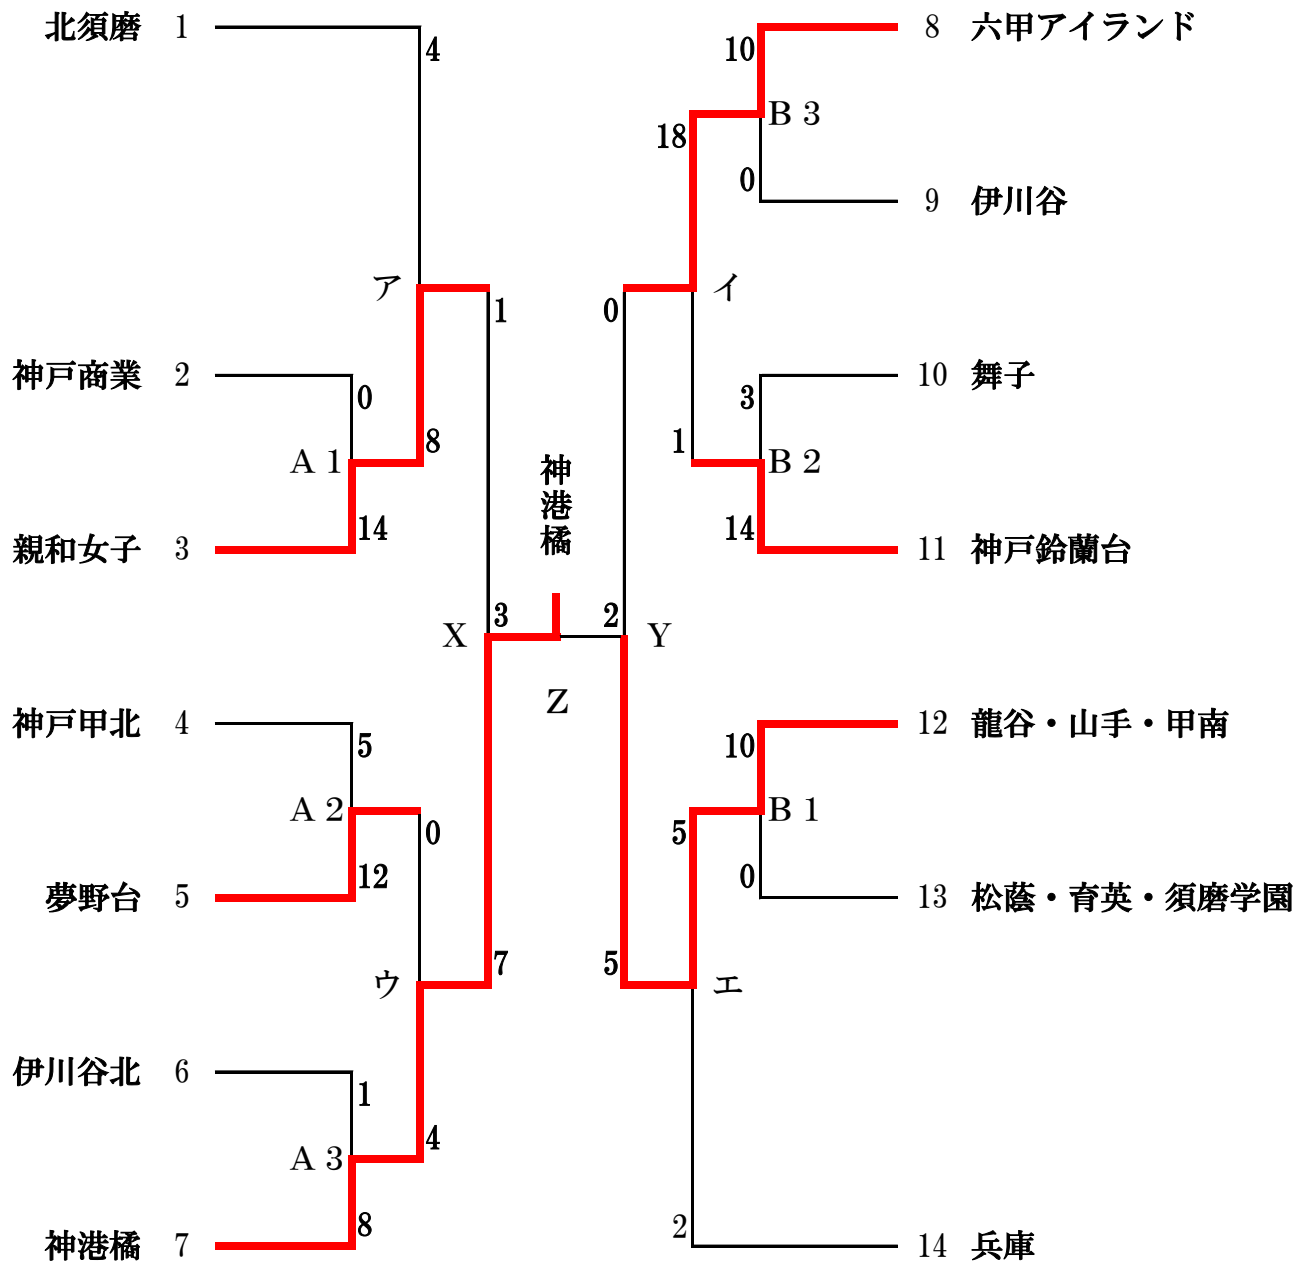 北須磨 1
4
ア
1
神戸商業 2
0
A 1
8
親和女子 3
14
X
3
神戸甲北 4
5
A 2
0
夢野台 5
12
ウ
7
伊川谷北 6
1
A 3
4
神港橘 7
8
神港橘
Z
8 六甲アイランド
10
B 3
18
0
9 伊川谷
イ
0
10 舞子
3
B 2
1
14
11 神戸鈴蘭台
2
Y
12 龍谷・山手・甲南
10
B 1
5
0
13 松蔭・育英・須磨学園
5
エ
2
14 兵庫